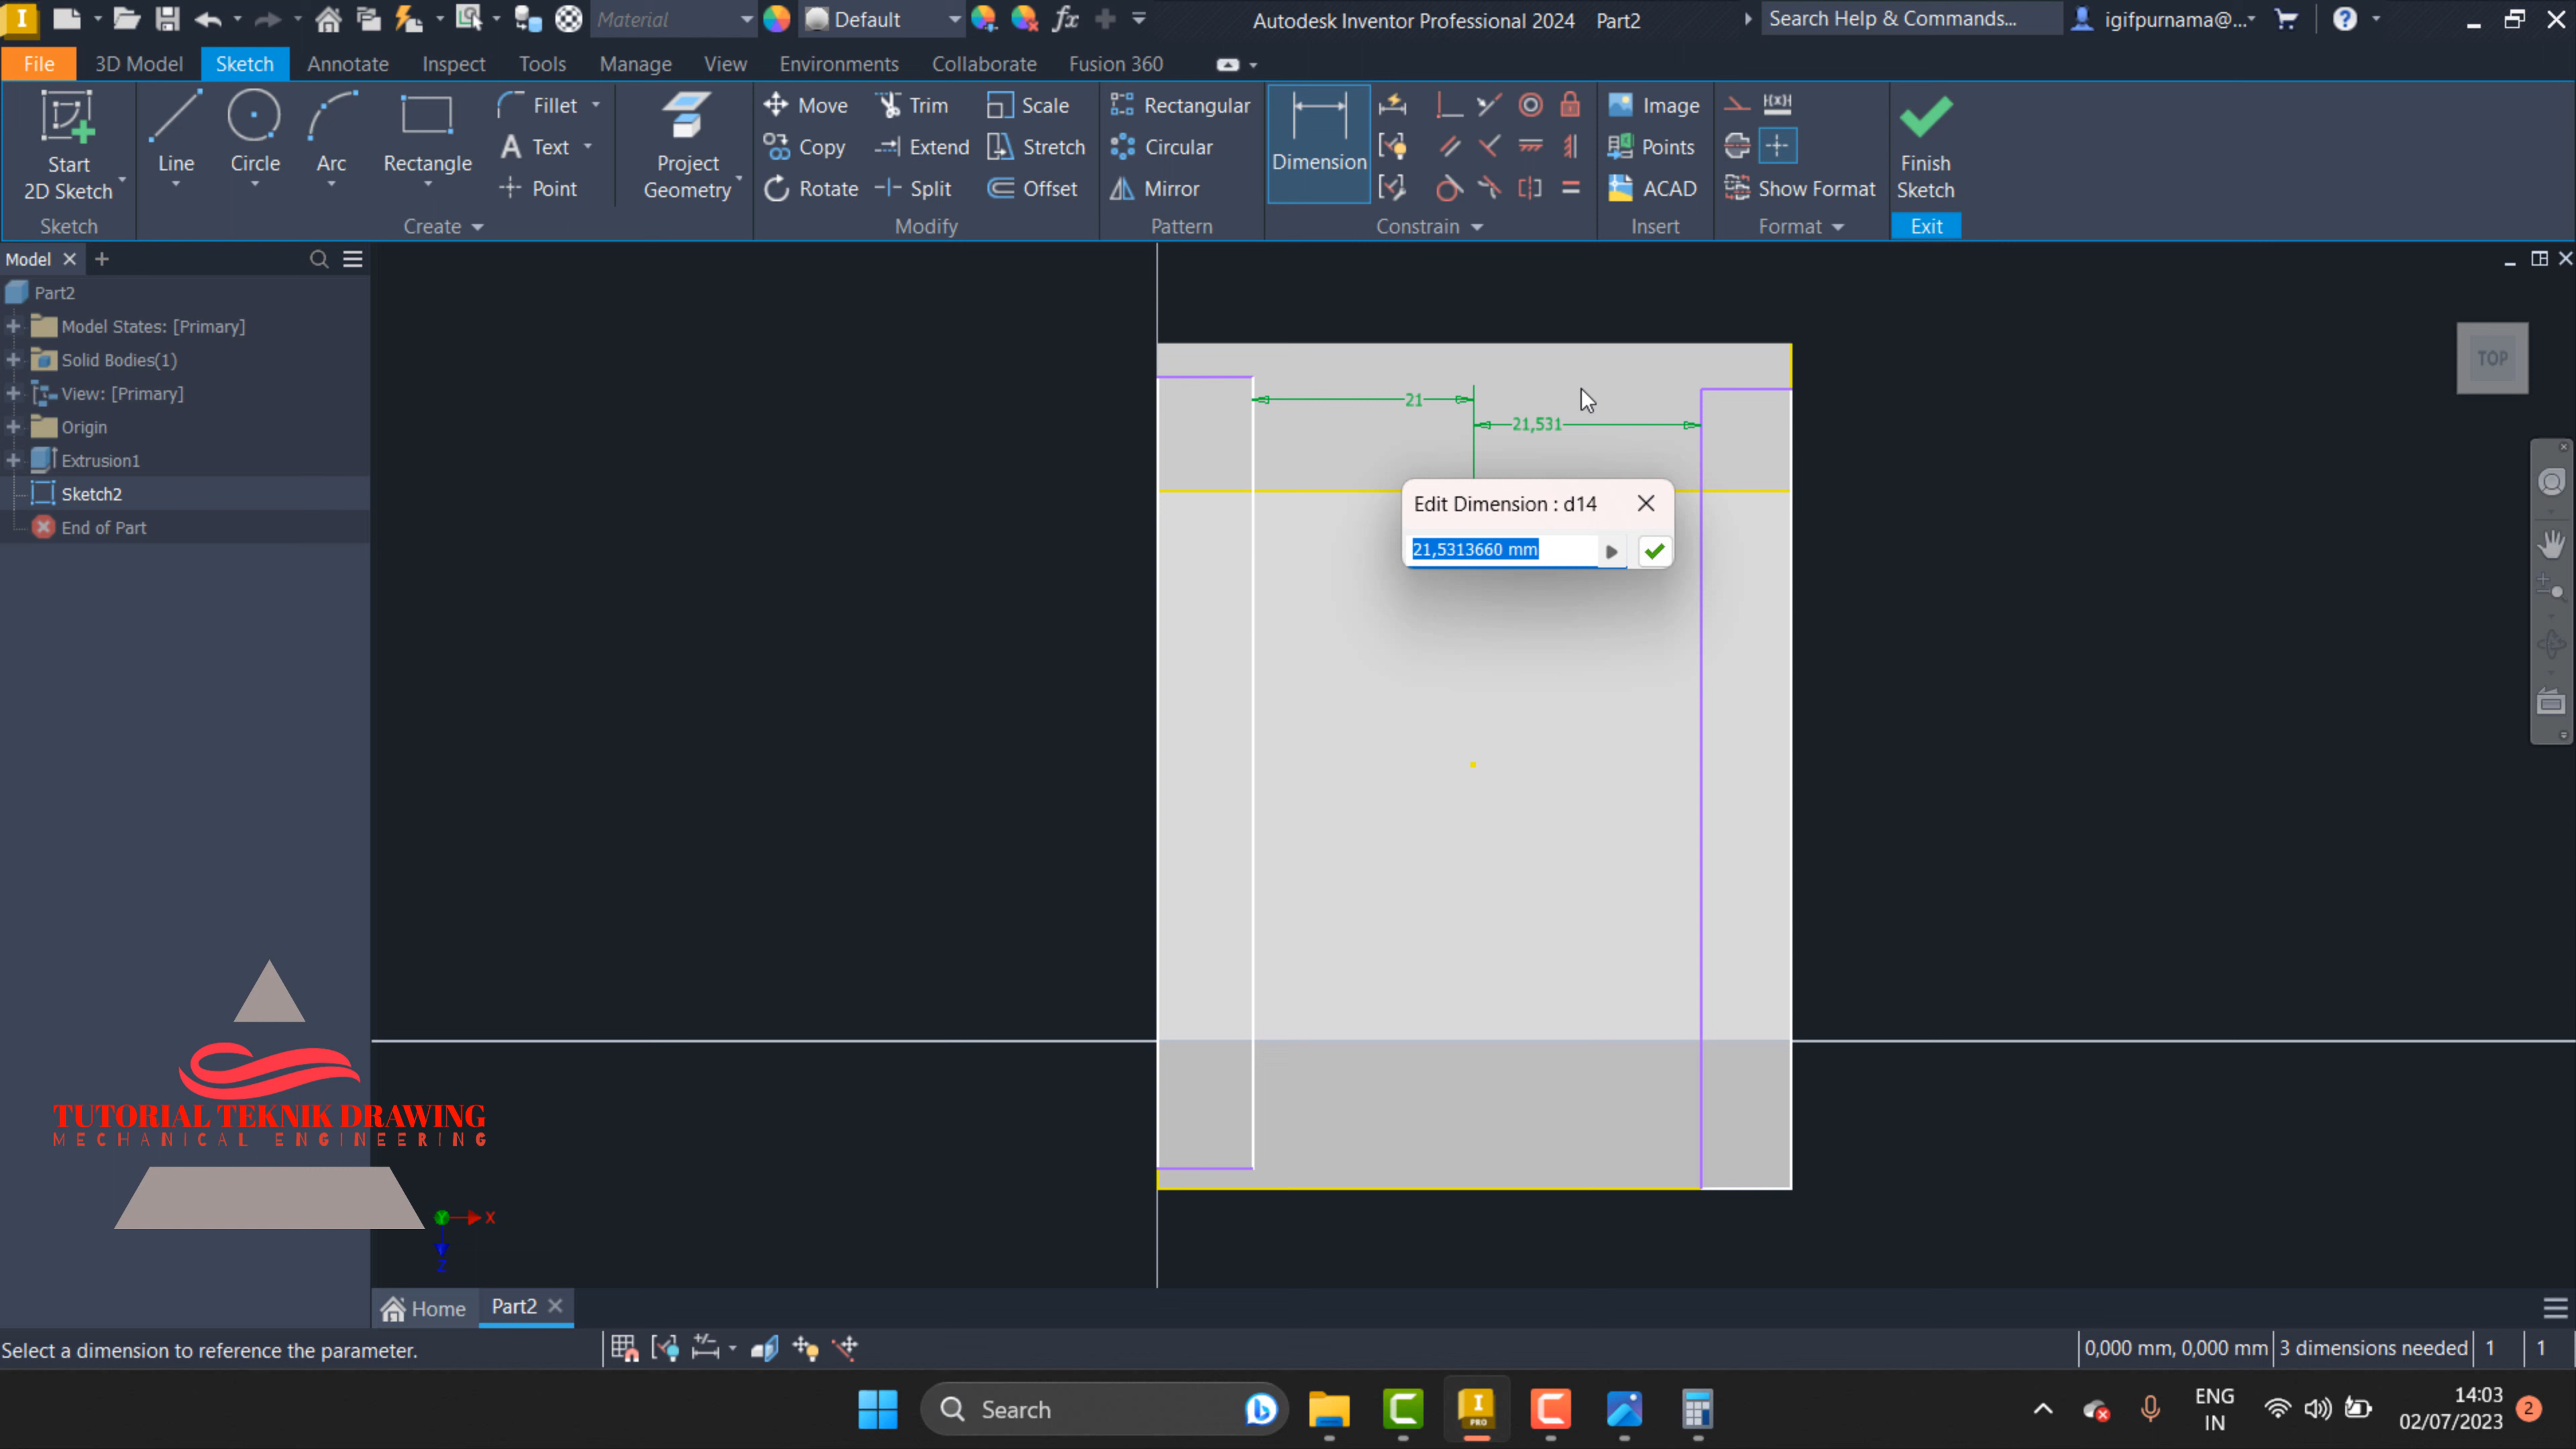 Material
Default
fx
Autodesk Inventor Professional 2024 Part2
Search Help & Commands...
igifpurnama@...
File 3D Model Sketch Annotate Inspect Tools Manage View Environments Collaborate Fusion 360
Start
2D Sketch
Line
Circle
Arc
Rectangle
Fillet
Text
Point
Project
Geometry
Move
Copy
Rotate
Trim
Extend
Split
Scale
Stretch
Offset
Rectangular
Circular
Mirror
Dimension
Image
Points
ACAD
Show Format
Finish
Sketch
Sketch
Create
Modify
Pattern
Constrain
Insert
Format
Exit
Model
Part2
Model States: [Primary]
Solid Bodies(1)
View: [Primary]
Origin
Extrusion1
Sketch2
End of Part
TOP
21
21,531
Edit Dimension : d14
21,5313660 mm
TUTORIAL TEKNIK DRAWING
MECHANICAL ENGINEERING
X
Y
Z
Home Part2
Select a dimension to reference the parameter.
0,000 mm, 0,000 mm 3 dimensions needed 1 1
Search
PRO
ENG
IN
14:03
02/07/2023
2